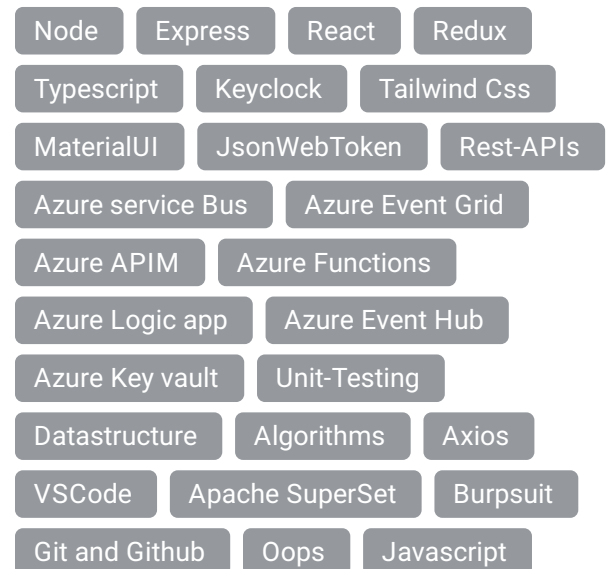 Node Express React Redux
Typescript Keyclock Tailwind Css
MaterialUI JsonWebToken Rest-APIs
Azure service Bus Azure Event Grid
Azure APIM Azure Functions
Azure Logic app Azure Event Hub
Azure Key vault Unit-Testing
Datastructure Algorithms Axios
VSCode Apache SuperSet Burpsuit
Git and Github Oops Javascript